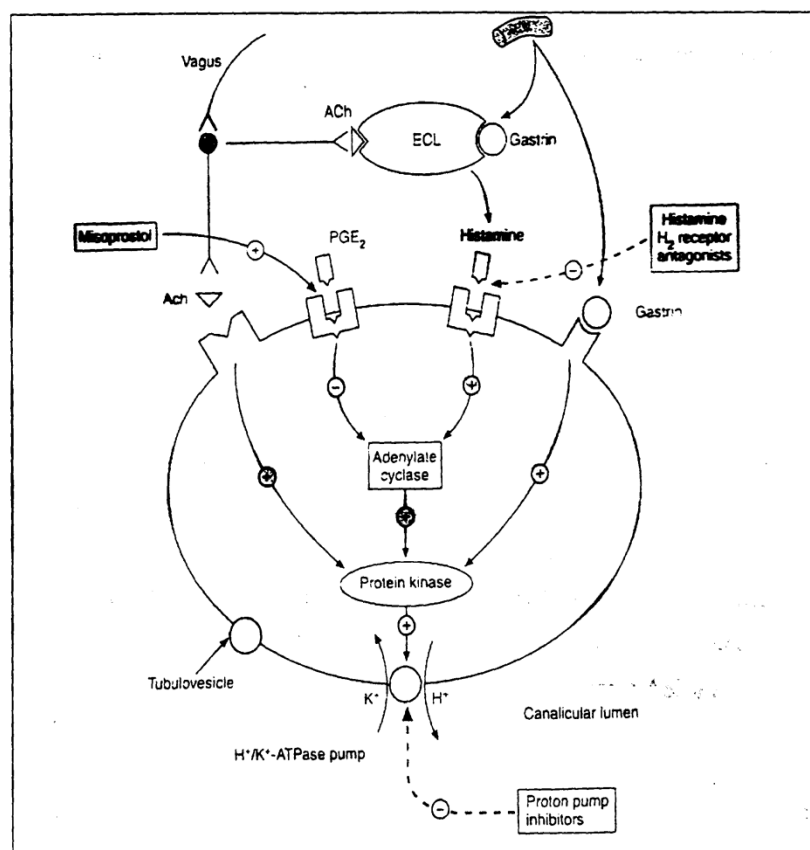 Vagus
ACh
ECL
Gastrin
Misoprostol
PGE₂
Histamine
Histamine
H₂ receptor
antagonists
Ach
Gastrin
−
+
−
+
Adenylate
cyclase
+
+
+
Protein kinase
+
Tubulovesicle
K⁺
H⁺
Canalicular lumen
H⁺/K⁺-ATPase pump
−
Proton pump
inhibitors